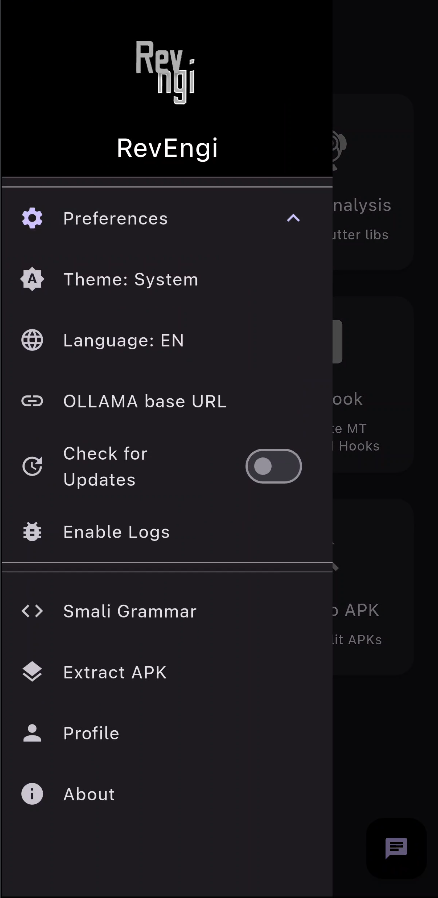 Rev
ngi
RevEngi
Preferences
Theme: System
Language: EN
OLLAMA base URL
Check for
Updates
Enable Logs
Smali Grammar
Extract APK
Profile
About
nalysis
utter libs
ook
te MT
Hooks
APK
lit APKs